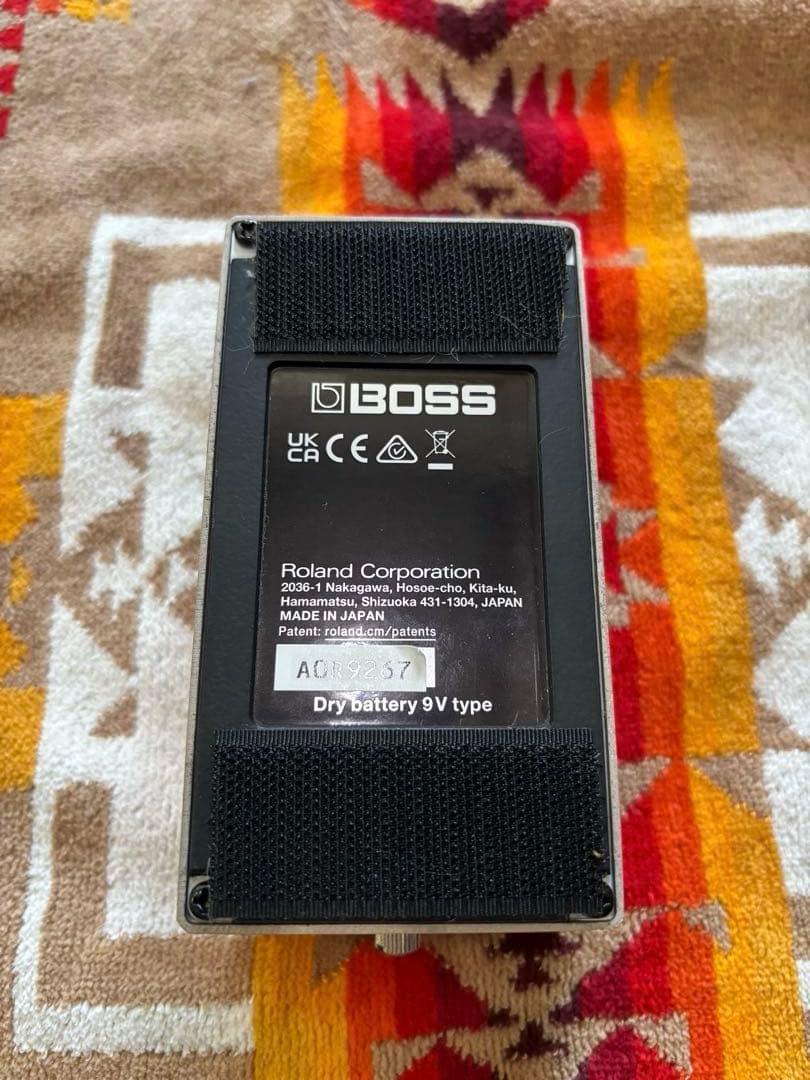 BOSS
UK
CA CE
Roland Corporation
2036-1 Nakagawa, Hosoe-cho, Kita-ku,
Hamamatsu, Shizuoka 431-1304, JAPAN
MADE IN JAPAN
Patent: roland.cm/patents
A0R9267
Dry battery 9V type